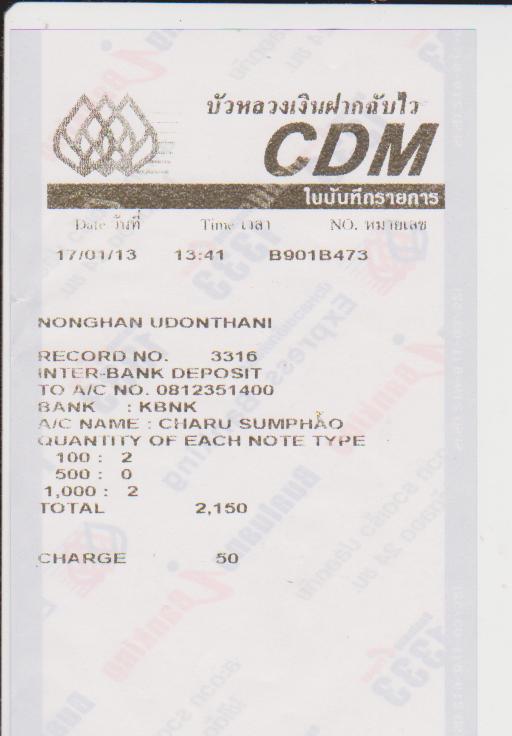 บัวหลวงเงินฝากฉับไว
CDM
ใบบันทึกรายการ
Date วันที่ Time เวลา NO. หมายเลข
17/01/13 13:41 B901B473
NONGHAN UDONTHANI
RECORD NO. 3316
INTER-BANK DEPOSIT
TO A/C NO. 0812351400
BANK : KBNK
A/C NAME : CHARU SUMPHAO
QUANTITY OF EACH NOTE TYPE
100 : 2
500 : 0
1,000 : 2
TOTAL 2,150
CHARGE 50